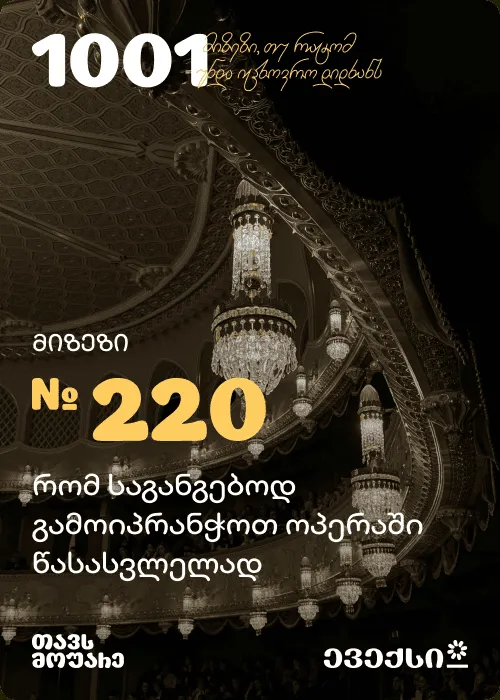 1001
მიზეზი, თუ რატომ
უნდა იცხოვრო დიდხანს
მიზეზი
№ 220
რომ საგანგებოდ
გამოიპრანჭოთ ოპერაში
წასასვლელად
თავს
მოუარე
ევექსი